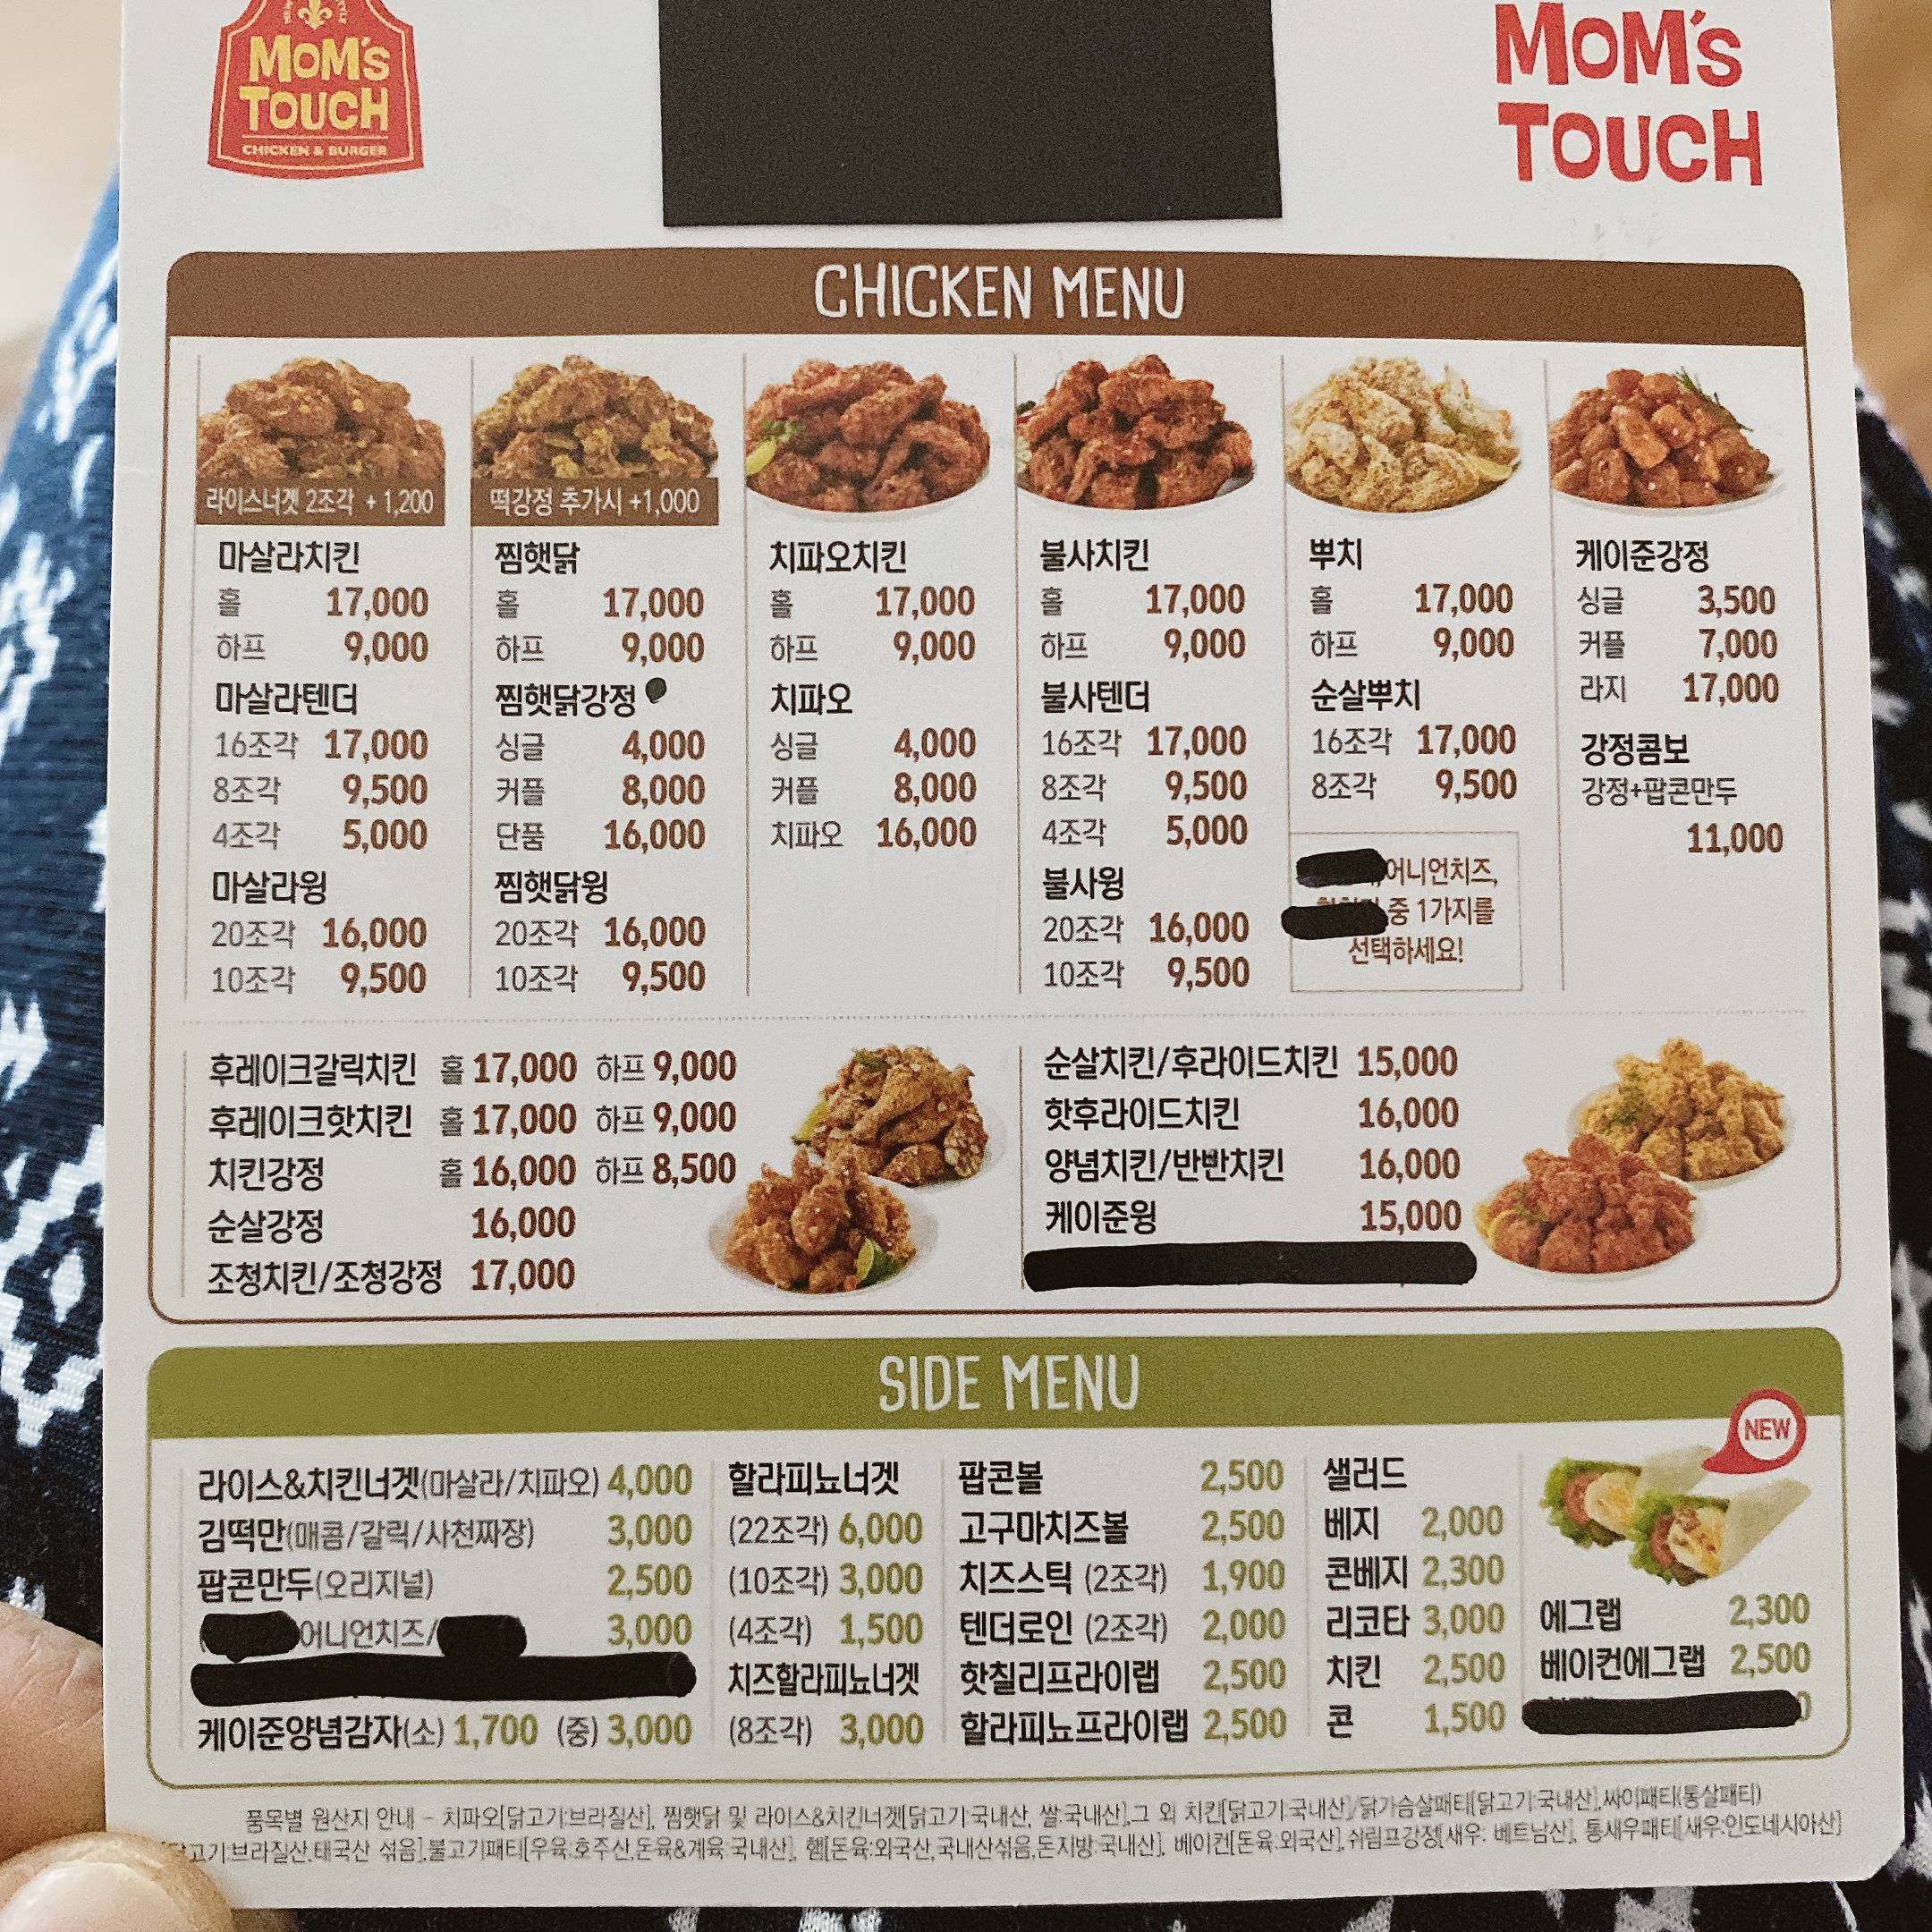 MOM'S
TOUCH
CHICKEN & BURGER
MOM'S
TOUCH
CHICKEN MENU
라이스너겟 2조각 + 1,200
마살라치킨
홀 17,000
하프 9,000
마살라텐더
16조각 17,000
8조각 9,500
4조각 5,000
마살라윙
20조각 16,000
10조각 9,500
떡강정 추가시 +1,000
찜햇닭
홀 17,000
하프 9,000
찜햇닭강정
싱글 4,000
커플 8,000
단품 16,000
찜햇닭윙
20조각 16,000
10조각 9,500
치파오치킨
홀 17,000
하프 9,000
치파오
싱글 4,000
커플 8,000
치파오 16,000
불사치킨
홀 17,000
하프 9,000
불사텐더
16조각 17,000
8조각 9,500
4조각 5,000
불사윙
20조각 16,000
10조각 9,500
뿌치
홀 17,000
하프 9,000
순살뿌치
16조각 17,000
8조각 9,500
어니언치즈,
중 1가지를
선택하세요!
케이준강정
싱글 3,500
커플 7,000
라지 17,000
강정콤보
강정+팝콘만두
11,000
후레이크갈릭치킨 홀 17,000 하프 9,000
후레이크핫치킨 홀 17,000 하프 9,000
치킨강정 홀 16,000 하프 8,500
순살강정 16,000
조청치킨/조청강정 17,000
순살치킨/후라이드치킨 15,000
핫후라이드치킨 16,000
양념치킨/반반치킨 16,000
케이준윙 15,000
SIDE MENU
라이스&치킨너겟(마살라/치파오) 4,000
김떡만(매콤/갈릭/사천짜장) 3,000
팝콘만두(오리지널) 2,500
어니언치즈/ 3,000
케이준양념감자(소) 1,700 (중) 3,000
할라피뇨너겟
(22조각) 6,000
(10조각) 3,000
(4조각) 1,500
치즈할라피뇨너겟
(8조각) 3,000
팝콘볼 2,500
고구마치즈볼 2,500
치즈스틱 (2조각) 1,900
텐더로인 (2조각) 2,000
핫칠리프라이랩 2,500
할라피뇨프라이랩 2,500
샐러드
베지 2,000
콘베지 2,300
리코타 3,000
치킨 2,500
콘 1,500
NEW
에그랩 2,300
베이컨에그랩 2,500
품목별 원산지 안내 - 치파오[닭고기:브라질산], 찜햇닭 및 라이스&치킨너겟[닭고기:국내산, 쌀:국내산],그 외 치킨[닭고기:국내산]/닭가슴살패티[닭고기:국내산],싸이패티(통살패티)
닭고기:브라질산,태국산 섞음],불고기패티[우육:호주산,돈육&계육:국내산], 햄[돈육:외국산,국내산섞음,돈지방:국내산], 베이컨[돈육:외국산],쉬림프강정[새우: 베트남산], 통새우패티[새우:인도네시아산]